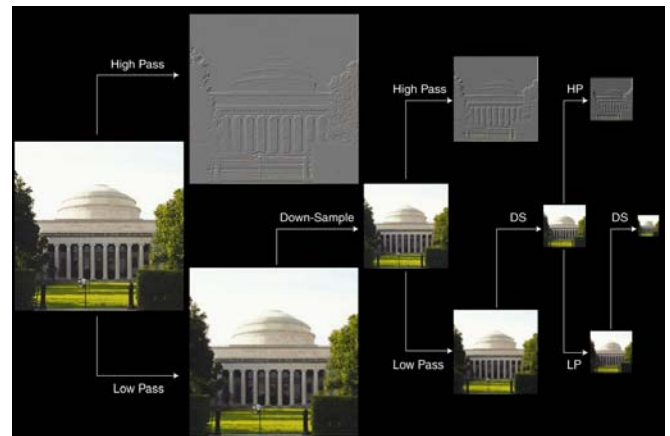 High Pass
High Pass
HP
Down-Sample
DS
DS
Low Pass
Low Pass
LP